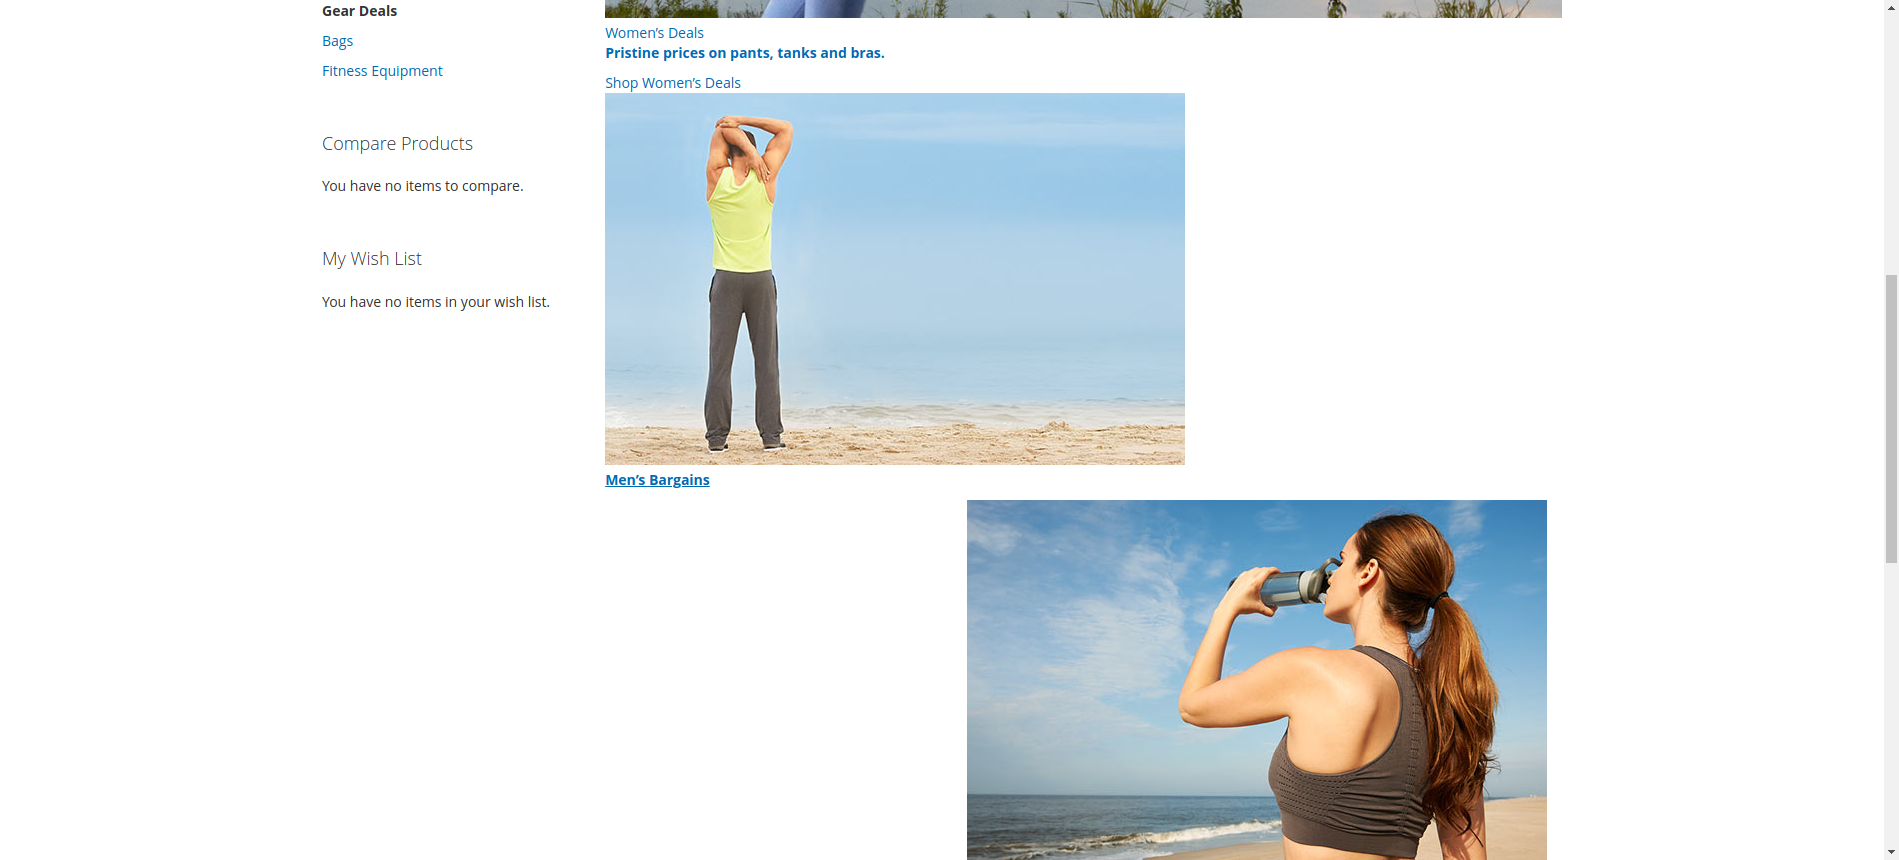 Gear Deals
Bags
Fitness Equipment
Compare Products
You have no items to compare.
My Wish List
You have no items in your wish list.
Women’s Deals
Pristine prices on pants, tanks and bras.
Shop Women’s Deals
Men’s Bargains